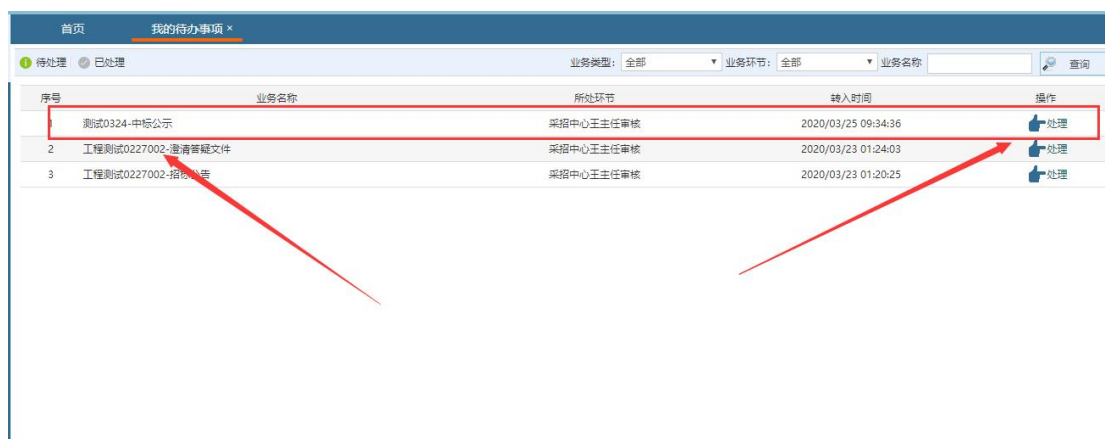 首页 我的待办事项 ×
待处理 已处理 业务类型: 全部 业务环节: 全部 业务名称 查询
序号 业务名称 所处环节 转入时间 操作
1 测试0324-中标公示 采招中心王主任审核 2020/03/25 09:34:36 处理
2 工程测试0227002-澄清答疑文件 采招中心王主任审核 2020/03/23 01:24:03 处理
3 工程测试0227002-招标公告 采招中心王主任审核 2020/03/23 01:20:25 处理